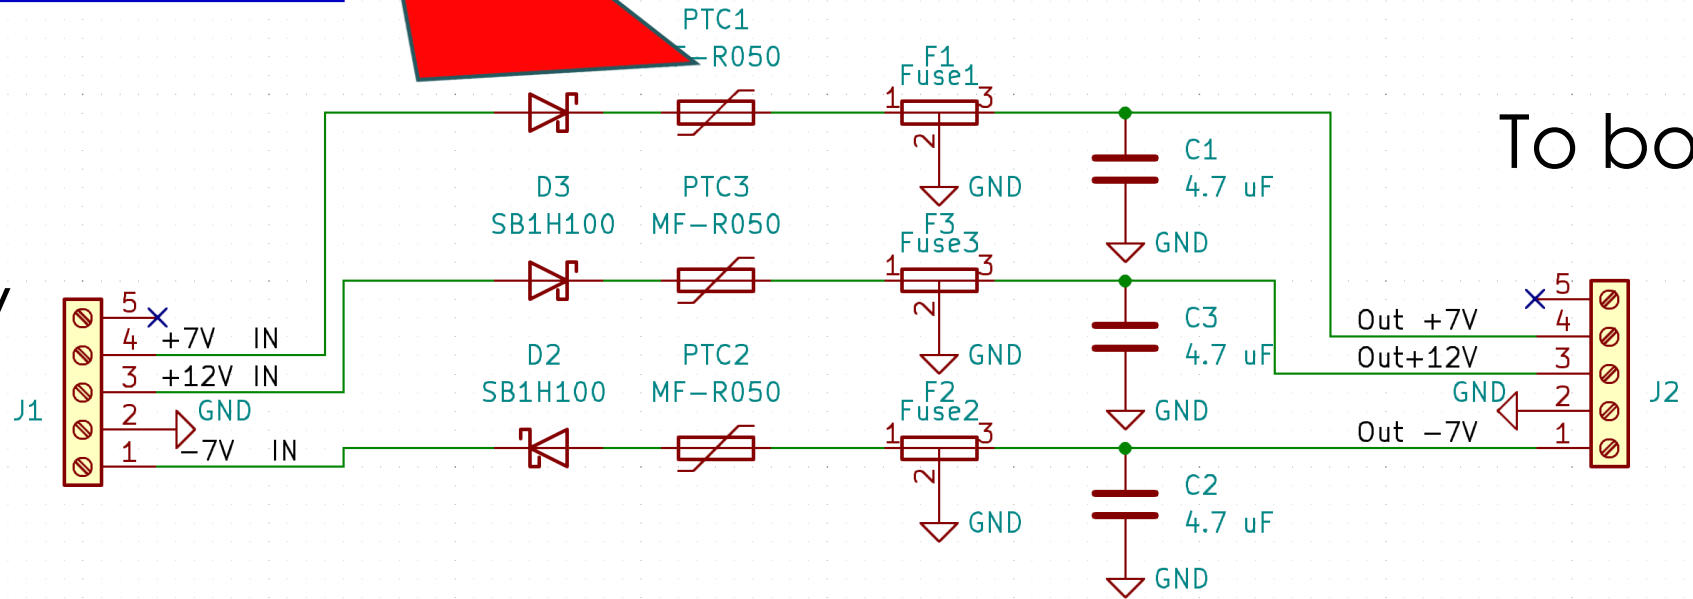 PTC1
-R050
F1
Fuse1
1
3
2
GND
C1
4.7 uF
GND
To bo
D3
SB1H100
PTC3
MF-R050
F3
Fuse3
1
3
2
GND
C3
4.7 uF
GND
D2
SB1H100
PTC2
MF-R050
F2
Fuse2
1
3
2
GND
C2
4.7 uF
GND
J1
5
4
+7V IN
3
+12V IN
2
GND
1
-7V IN
5
Out +7V
4
Out+12V
3
GND
2
Out -7V
1
J2